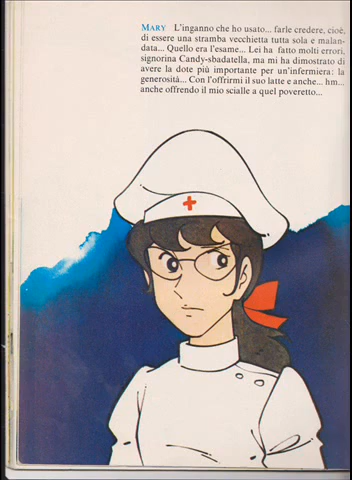 MARY L'inganno che ho usato... farle credere, cioè,
di essere una stramba vecchietta tutta sola e malan-
data... Quello era l'esame... Lei ha fatto molti errori,
signorina Candy-sbadatella, ma mi ha dimostrato di
avere la dote più importante per un'infermiera: la
generosità... Con l'offrirmi il suo latte e anche... hm...
anche offrendo il mio scialle a quel poveretto...